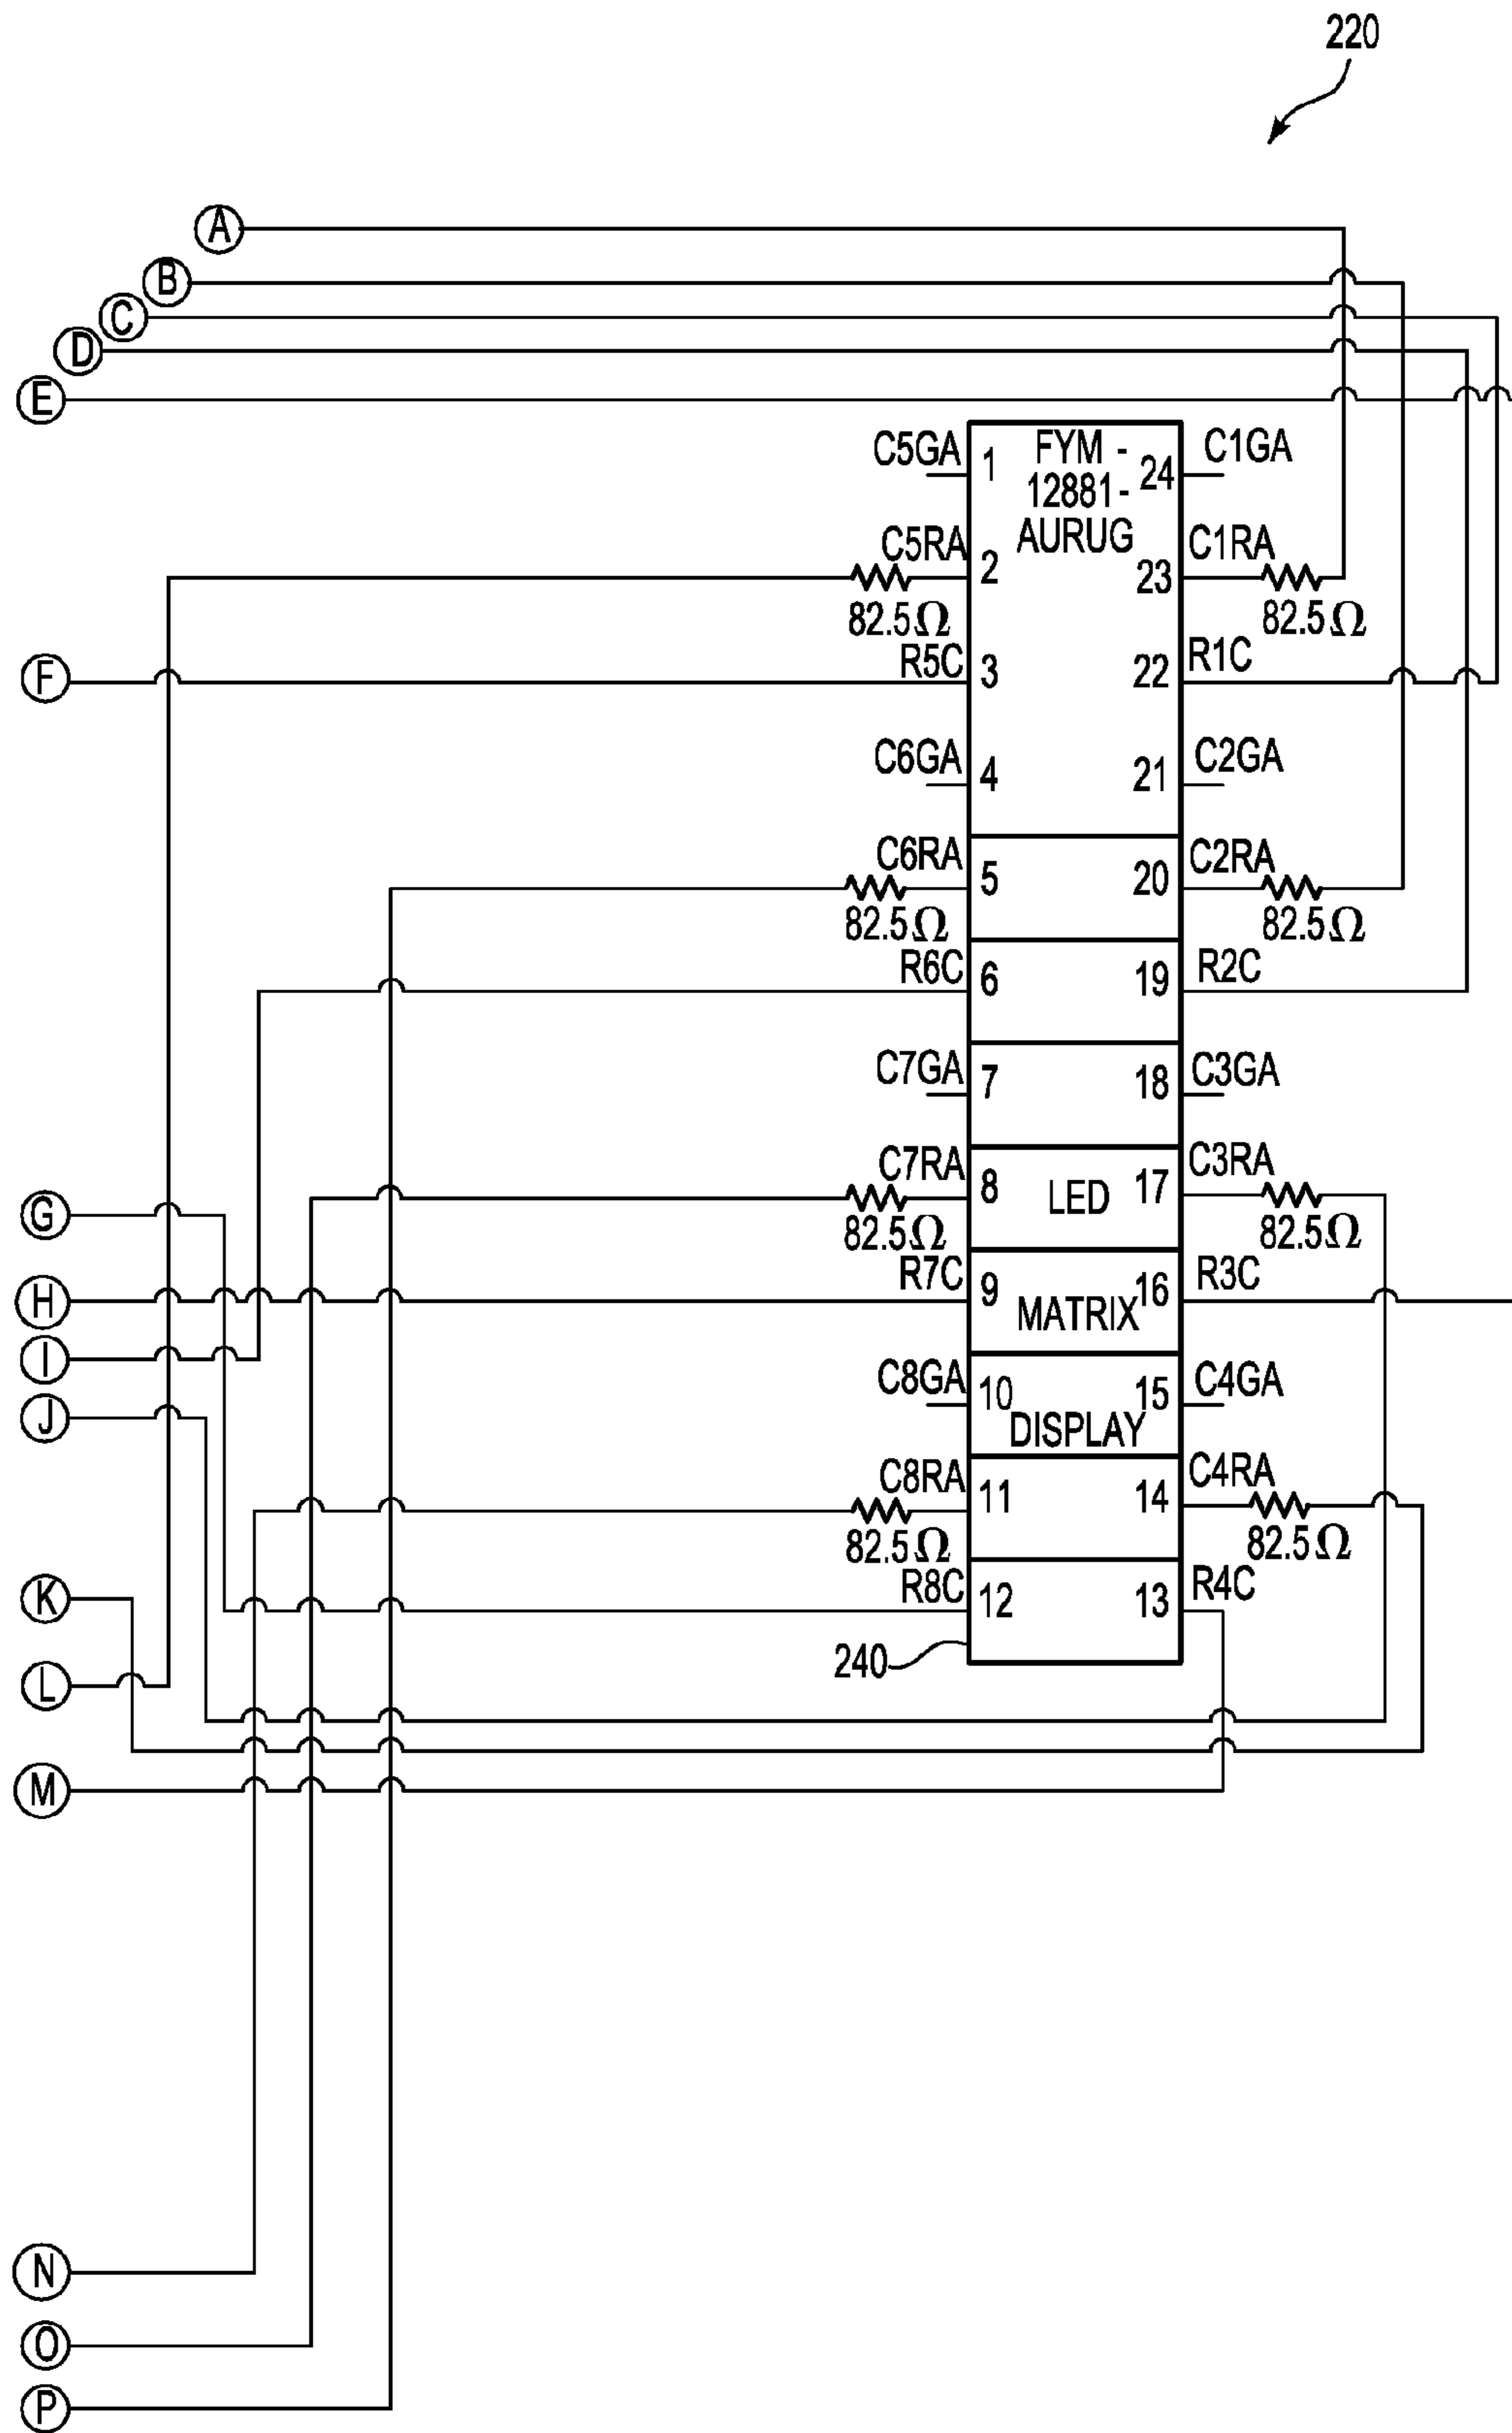 220
A
B
C
D
E
C5GA 1 FYM - 24 C1GA
12881-
C5RA 2 AURUG 23 C1RA
82.5Ω 82.5Ω
F R5C 3 22 R1C
C6GA 4 21 C2GA
C6RA 5 20 C2RA
82.5Ω 82.5Ω
R6C 6 19 R2C
C7GA 7 18 C3GA
C7RA 8 LED 17 C3RA
G 82.5Ω 82.5Ω
H R7C 9 MATRIX 16 R3C
I
C8GA 10 15 C4GA
J DISPLAY
C8RA 11 14 C4RA
82.5Ω 82.5Ω
K R8C 12 13 R4C
240
L
M
N
O
P